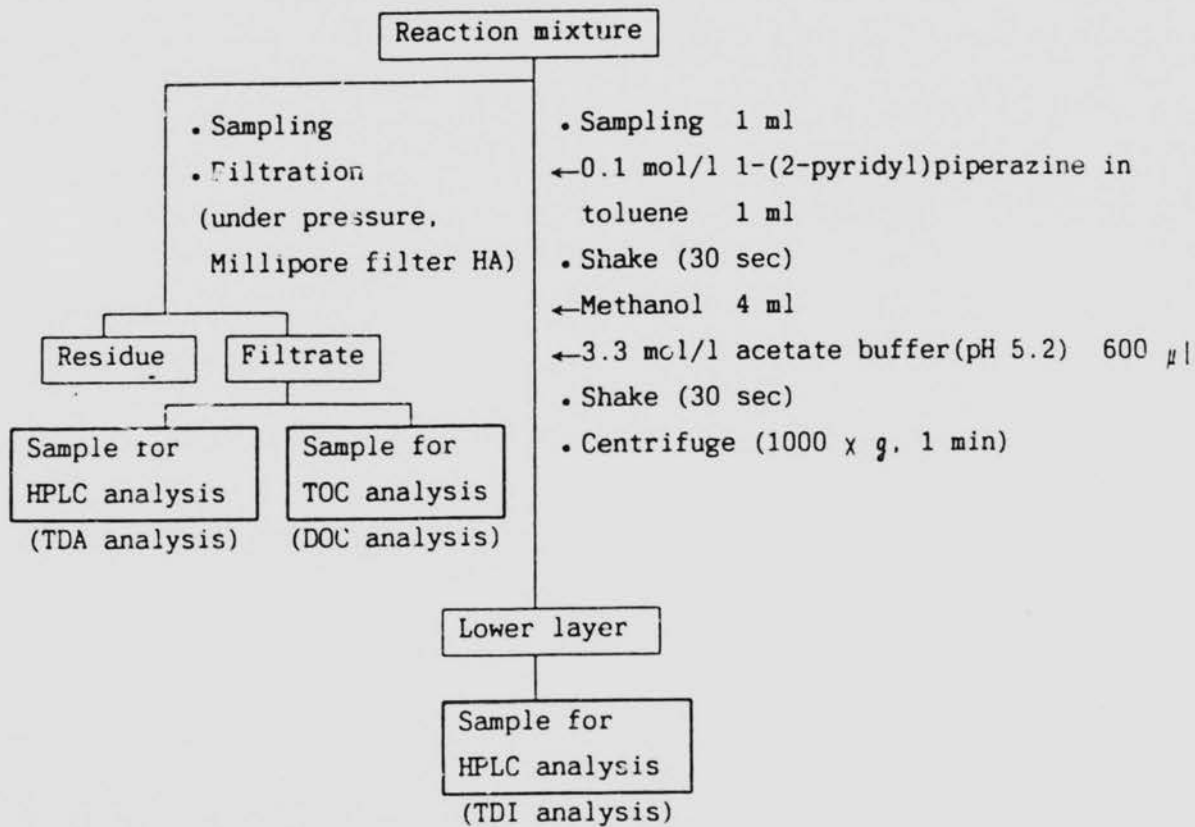 Reaction mixture
• Sampling
• Filtration
(under pressure,
Millipore filter HA)
• Sampling 1 ml
←0.1 mol/l 1-(2-pyridyl)piperazine in
toluene 1 ml
• Shake (30 sec)
←Methanol 4 ml
←3.3 mol/l acetate buffer(pH 5.2) 600 μl
• Shake (30 sec)
• Centrifuge (1000 x g, 1 min)
Residue
Filtrate
Sample for
HPLC analysis
(TDA analysis)
Sample for
TOC analysis
(DOC analysis)
Lower layer
Sample for
HPLC analysis
(TDI analysis)